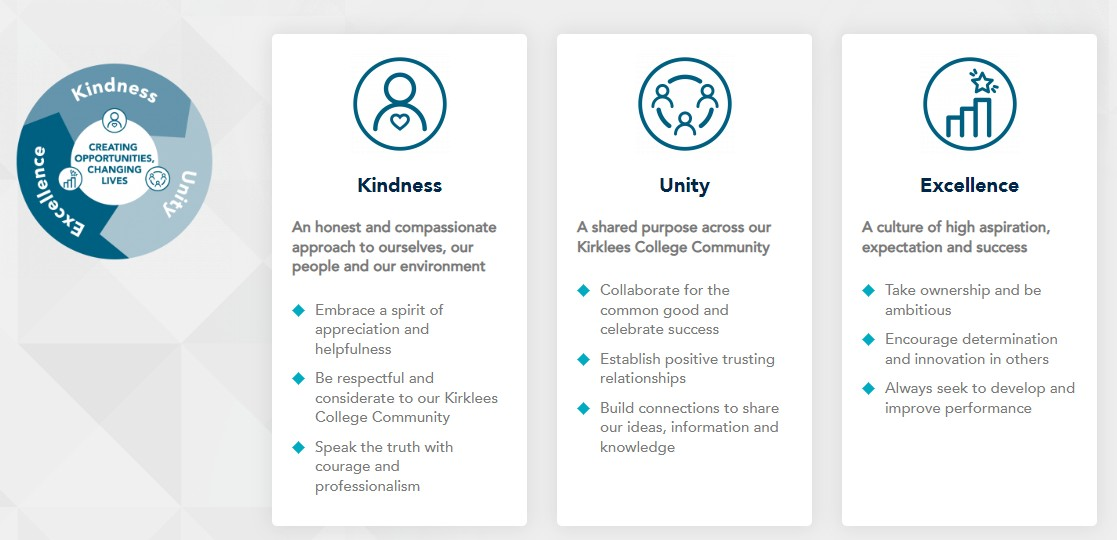 Kindness
Unity
Excellence
CREATING
OPPORTUNITIES,
CHANGING
LIVES
Kindness
An honest and compassionate
approach to ourselves, our
people and our environment
Embrace a spirit of
appreciation and
helpfulness
Be respectful and
considerate to our Kirklees
College Community
Speak the truth with
courage and
professionalism
Unity
A shared purpose across our
Kirklees College Community
Collaborate for the
common good and
celebrate success
Establish positive trusting
relationships
Build connections to share
our ideas, information and
knowledge
Excellence
A culture of high aspiration,
expectation and success
Take ownership and be
ambitious
Encourage determination
and innovation in others
Always seek to develop and
improve performance